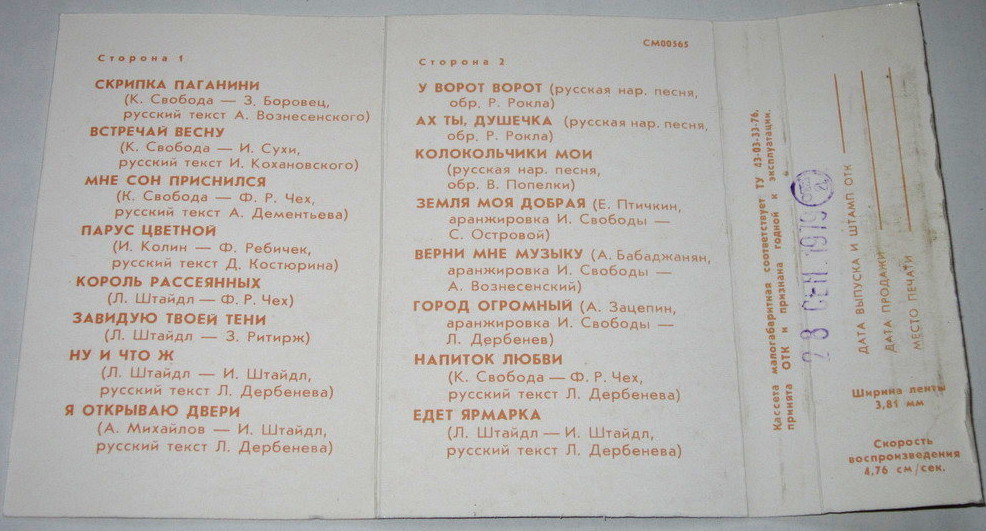 Сторона 1
СКРИПКА ПАГАНИНИ
(К. Свобода — З. Боровец,
русский текст А. Вознесенского)
ВСТРЕЧАЙ ВЕСНУ
(К. Свобода — И. Сухи,
русский текст И. Кохановского)
МНЕ СОН ПРИСНИЛСЯ
(К. Свобода — Ф. Р. Чех,
русский текст А. Дементьева)
ПАРУС ЦВЕТНОЙ
(И. Колин — Ф. Ребичек,
русский текст Д. Костюрина)
КОРОЛЬ РАССЕЯННЫХ
(Л. Штайдл — Ф. Р. Чех)
ЗАВИДУЮ ТВОЕЙ ТЕНИ
(Л. Штайдл — З. Ритирж)
НУ И ЧТО Ж
(Л. Штайдл — И. Штайдл,
русский текст Л. Дербенева)
Я ОТКРЫВАЮ ДВЕРИ
(А. Михайлов — И. Штайдл,
русский текст Л. Дербенева)
СМ00565
Сторона 2
У ВОРОТ ВОРОТ (русская нар. песня,
обр. Р. Рокла)
АХ ТЫ, ДУШЕЧКА (русская нар. песня,
обр. Р. Рокла)
КОЛОКОЛЬЧИКИ МОИ
(русская нар. песня,
обр. В. Попелки)
ЗЕМЛЯ МОЯ ДОБРАЯ (Е. Птичкин,
аранжировка И. Свободы —
С. Островой)
ВЕРНИ МНЕ МУЗЫКУ (А. Бабаджанян,
аранжировка И. Свободы —
А. Вознесенский)
ГОРОД ОГРОМНЫЙ (А. Зацепин,
аранжировка И. Свободы —
Л. Дербенев)
НАПИТОК ЛЮБВИ
(К. Свобода — Ф. Р. Чех,
русский текст Л. Дербенева)
ЕДЕТ ЯРМАРКА
(Л. Штайдл — И. Штайдл,
русский текст Л. Дербенева)
Кассета малогабаритная соответствует ТУ 43-03-33-76,
принята ОТК и признана годной к эксплуатации.
28 СЕН. 1979
ДАТА ВЫПУСКА И ШТАМП ОТК
ДАТА ПРОДАЖИ
МЕСТО ПЕЧАТИ
Ширина ленты
3,81 мм
Скорость
воспроизведения
4,76 см/сек.